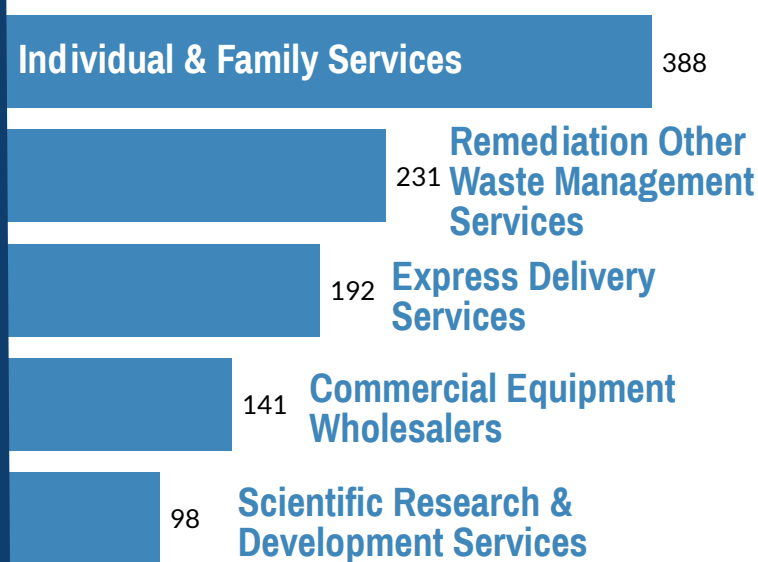 Individual & Family Services
388
231
Remediation Other
Waste Management
Services
192
Express Delivery
Services
141
Commercial Equipment
Wholesalers
98
Scientific Research &
Development Services